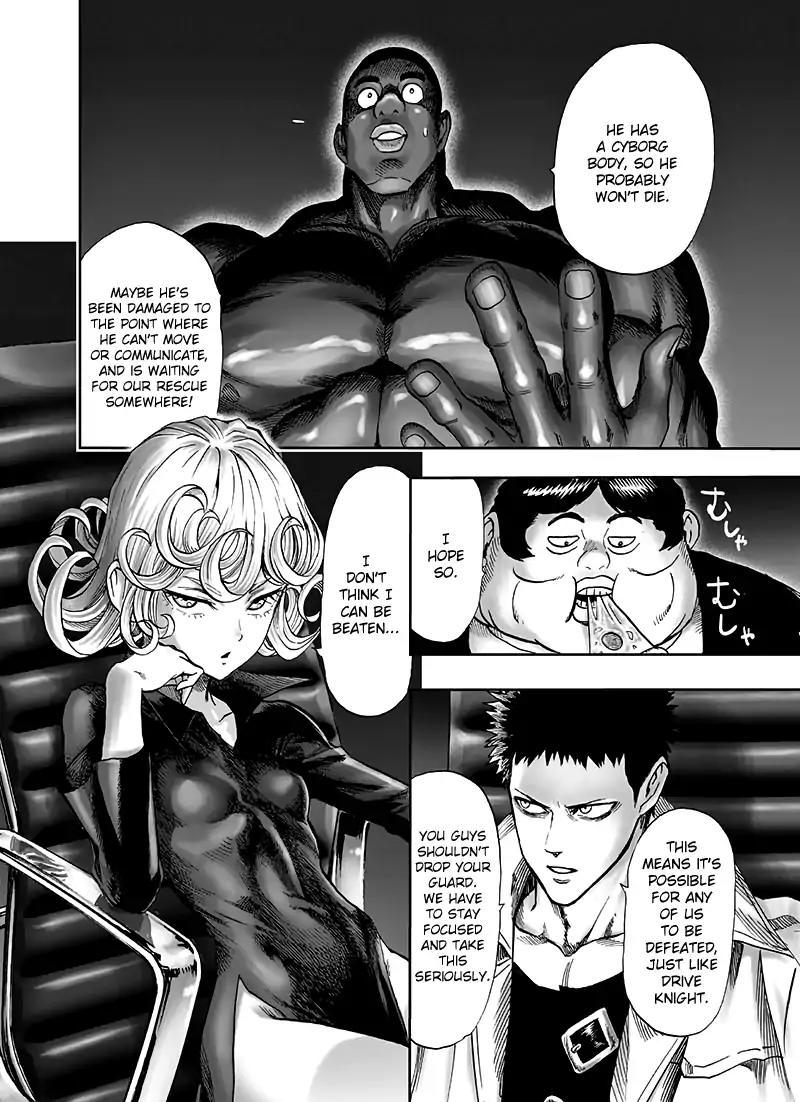 HE HAS
A CYBORG
BODY, SO HE
PROBABLY
WON'T DIE.
MAYBE HE'S
BEEN DAMAGED TO
THE POINT WHERE
HE CAN'T MOVE
OR COMMUNICATE,
AND IS WAITING
FOR OUR RESCUE
SOMEWHERE!
I
HOPE
SO.
むしゃ
むしゃ
I
DON'T
THINK I
CAN BE
BEATEN...
THIS
MEANS IT'S
POSSIBLE
FOR ANY
OF US
TO BE
DEFEATED,
JUST LIKE
DRIVE
KNIGHT.
YOU GUYS
SHOULDN'T
DROP YOUR
GUARD.
WE HAVE
TO STAY
FOCUSED
AND TAKE
THIS
SERIOUSLY.